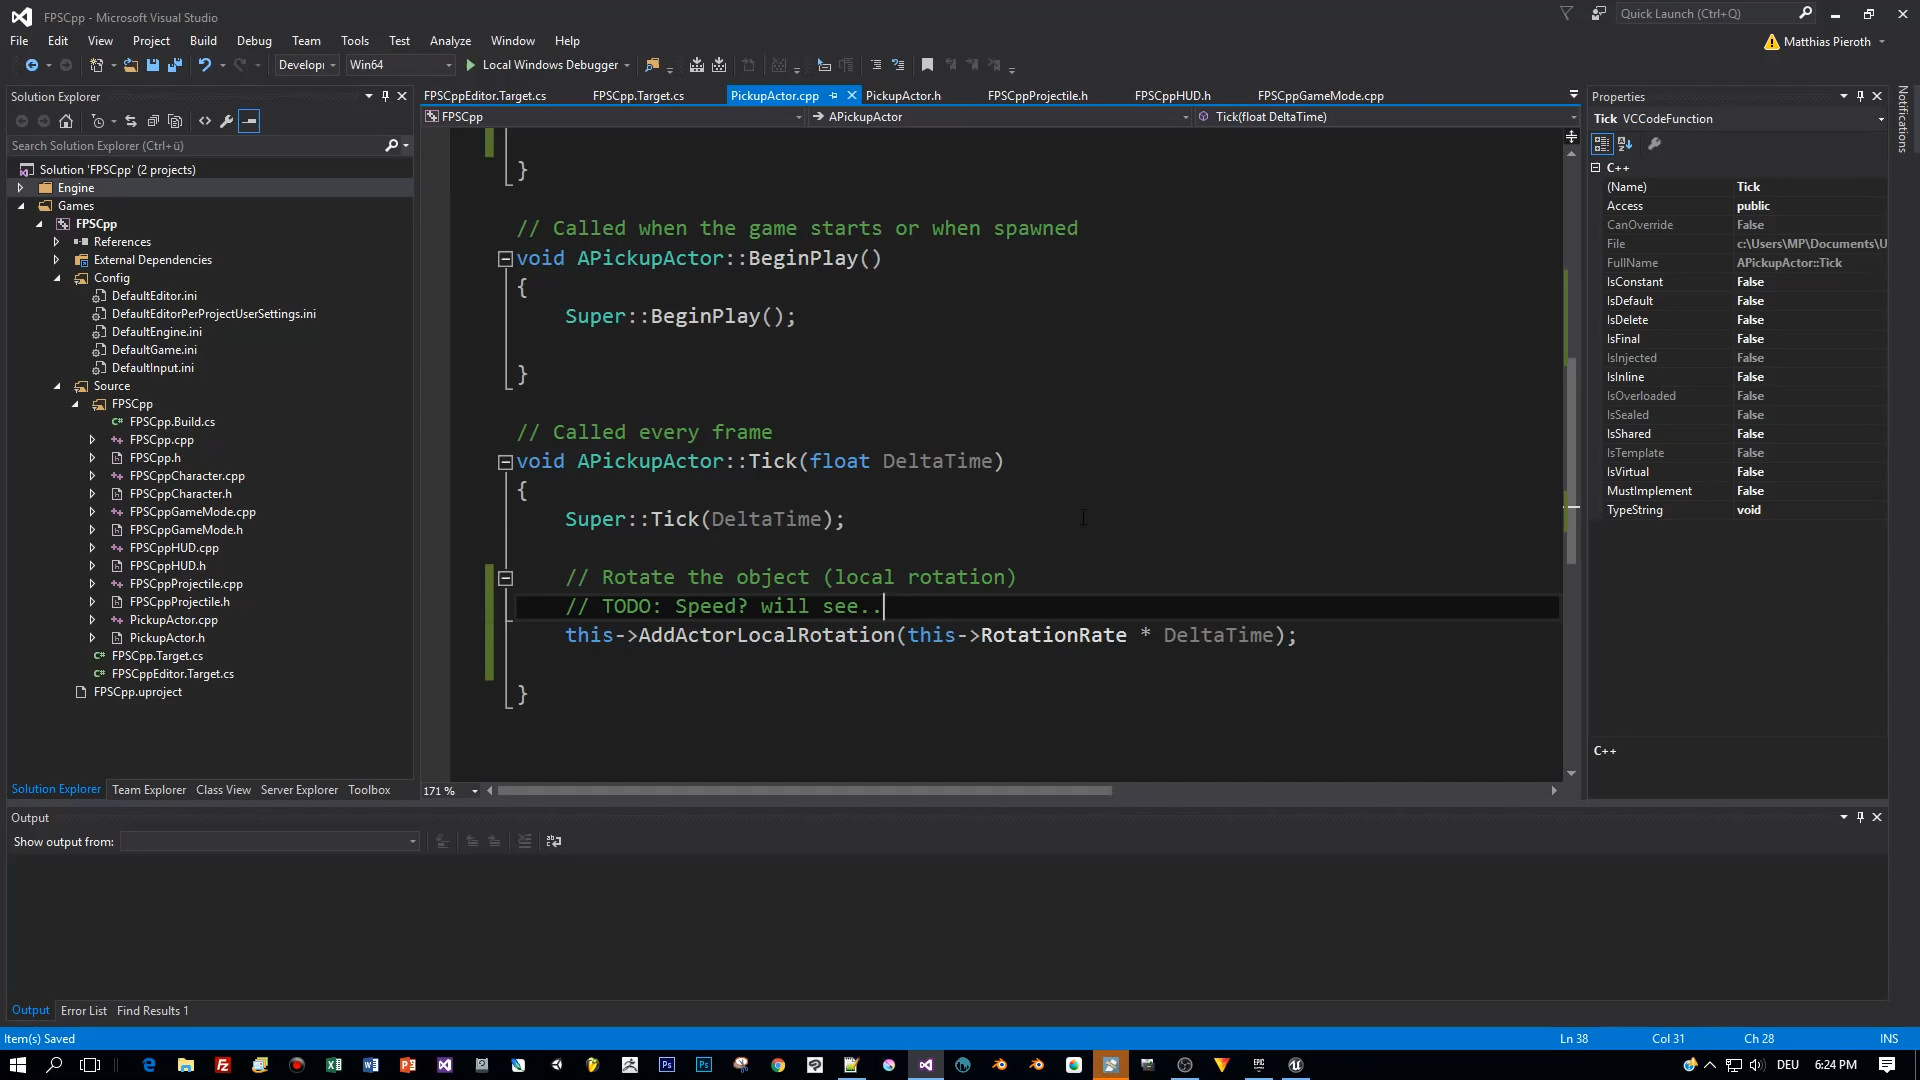 FPSCpp - Microsoft Visual Studio
Quick Launch (Ctrl+Q)
File Edit View Project Build Debug Team Tools Test Analyze Window Help
Matthias Pieroth
Developı Win64 Local Windows Debugger
Solution Explorer
FPSCppEditor.Target.cs FPSCpp.Target.cs PickupActor.cpp PickupActor.h FPSCppProjectile.h FPSCppHUD.h FPSCppGameMode.cpp
Properties
Notifications
FPSCpp APickupActor Tick(float DeltaTime)
Tick VCCodeFunction
Search Solution Explorer (Ctrl+ü)
Solution 'FPSCpp' (2 projects)
Engine
Games
FPSCpp
References
External Dependencies
Config
DefaultEditor.ini
DefaultEditorPerProjectUserSettings.ini
DefaultEngine.ini
DefaultGame.ini
DefaultInput.ini
Source
FPSCpp
FPSCpp.Build.cs
FPSCpp.cpp
FPSCpp.h
FPSCppCharacter.cpp
FPSCppCharacter.h
FPSCppGameMode.cpp
FPSCppGameMode.h
FPSCppHUD.cpp
FPSCppHUD.h
FPSCppProjectile.cpp
FPSCppProjectile.h
PickupActor.cpp
PickupActor.h
FPSCpp.Target.cs
FPSCppEditor.Target.cs
FPSCpp.uproject
Solution Explorer Team Explorer Class View Server Explorer Toolbox
}
// Called when the game starts or when spawned
void APickupActor::BeginPlay()
{
Super::BeginPlay();
}
// Called every frame
void APickupActor::Tick(float DeltaTime)
{
Super::Tick(DeltaTime);
// Rotate the object (local rotation)
// TODO: Speed? will see..
this->AddActorLocalRotation(this->RotationRate * DeltaTime);
}
171 %
C++
(Name) Tick
Access public
CanOverride False
File c:\Users\MP\Documents\U
FullName APickupActor::Tick
IsConstant False
IsDefault False
IsDelete False
IsFinal False
IsInjected False
IsInline False
IsOverloaded False
IsSealed False
IsShared False
IsTemplate False
IsVirtual False
MustImplement False
TypeString void
C++
Output
Show output from:
Output Error List Find Results 1
Item(s) Saved Ln 38 Col 31 Ch 28 INS
DEU 6:24 PM